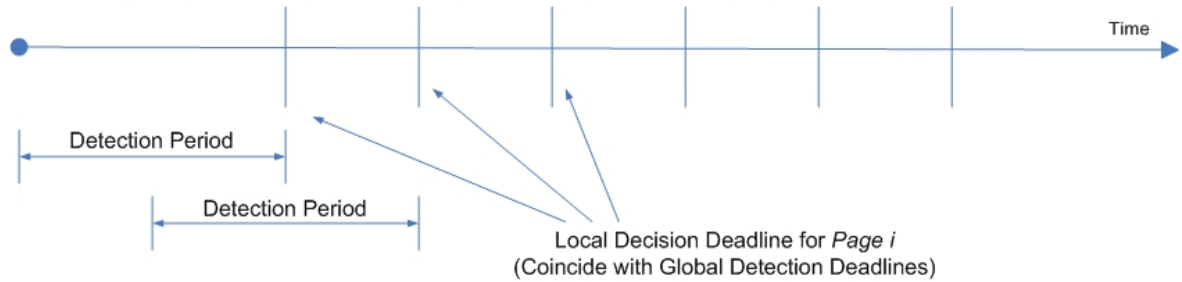 Time
Detection Period
Detection Period
Local Decision Deadline for Page i
(Coincide with Global Detection Deadlines)